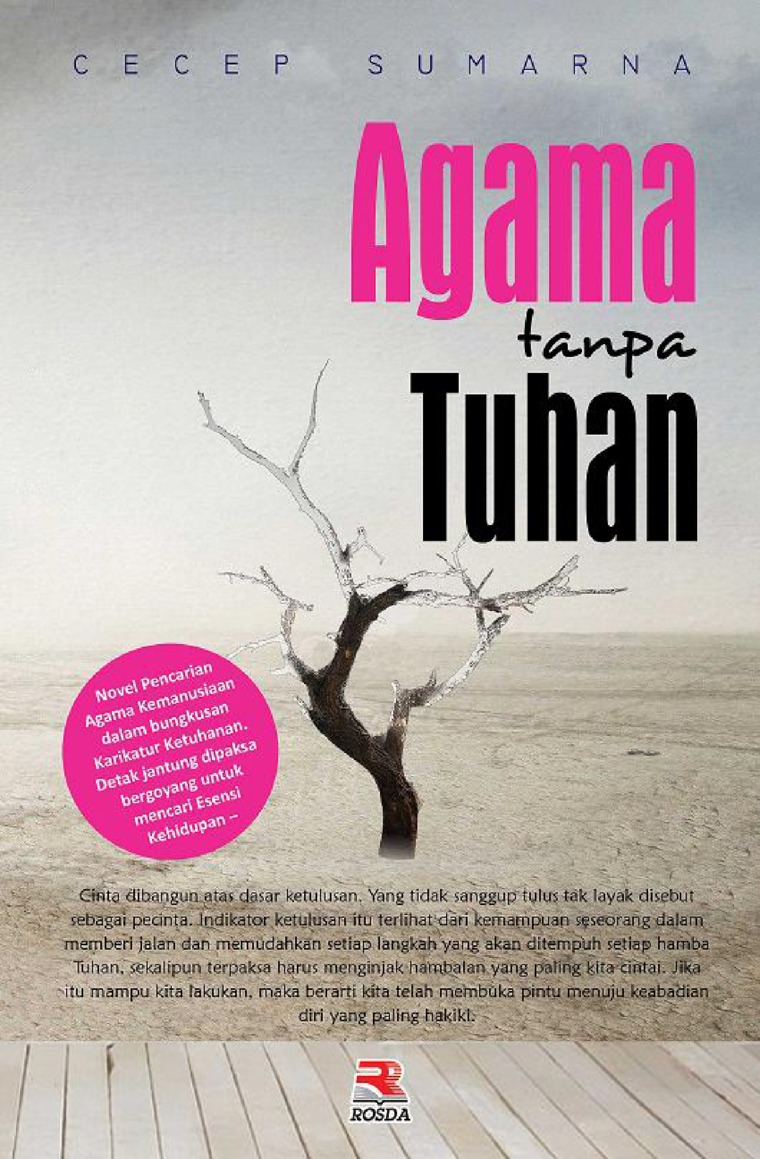 CECEP SUMARNA
Agama
tanpa
Tuhan
Novel Pencarian
Agama Kemanusiaan
dalam bungkusan
Karikatur Ketuhanan.
Detak jantung dipaksa
bergoyang untuk
mencari Esensi
Kehidupan –
Cinta dibangun atas dasar ketulusan. Yang tidak sanggup tulus tak layak disebut
sebagai pecinta. Indikator ketulusan itu terlihat dari kemampuan seseorang dalam
memberi jalan dan memudahkan setiap langkah yang akan ditempuh setiap hamba
Tuhan, sekalipun terpaksa harus menginjak hambalan yang paling kita cintai. Jika
itu mampu kita lakukan, maka berarti kita telah membuka pintu menuju keabadian
diri yang paling hakiki.
ROSDA